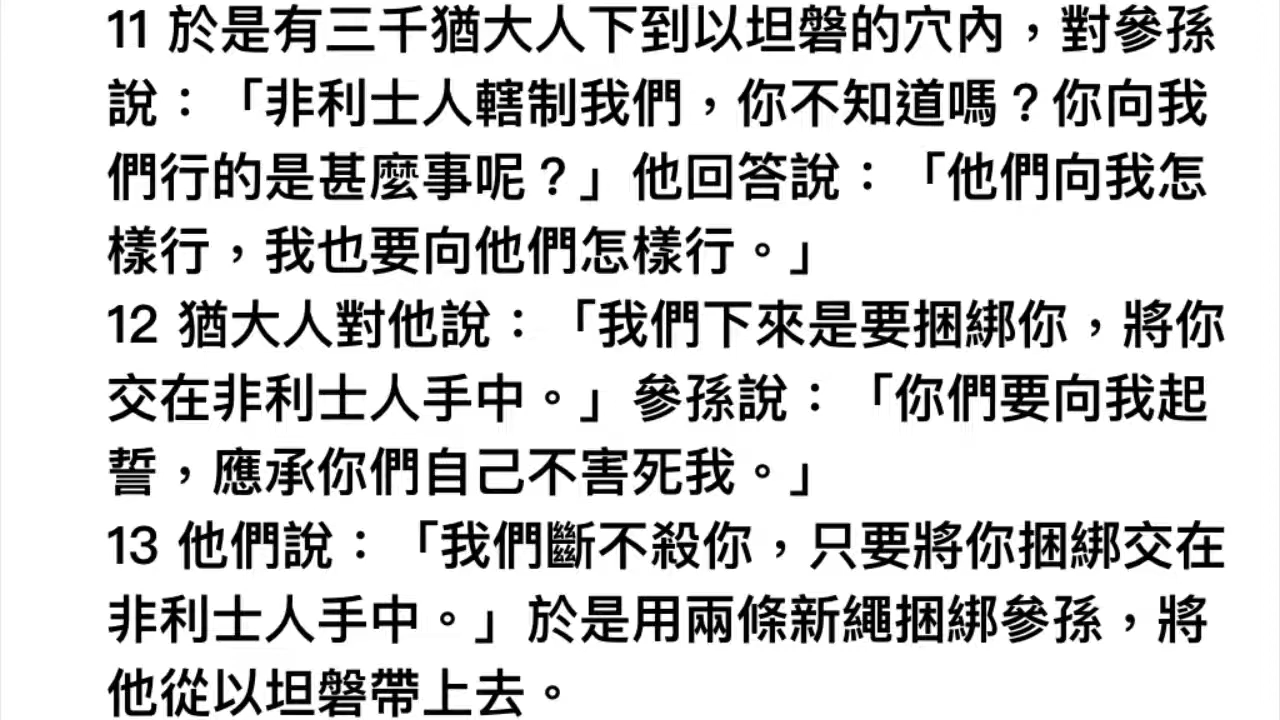 11 於是有三千猶大人下到以坦磐的穴內，對參孫
說：「非利士人轄制我們，你不知道嗎？你向我
們行的是甚麼事呢？」他回答說：「他們向我怎
樣行，我也要向他們怎樣行。」
12 猶大人對他說：「我們下來是要捆綁你，將你
交在非利士人手中。」參孫說：「你們要向我起
誓，應承你們自己不害死我。」
13 他們說：「我們斷不殺你，只要將你捆綁交在
非利士人手中。」於是用兩條新繩捆綁參孫，將
他從以坦磐帶上去。